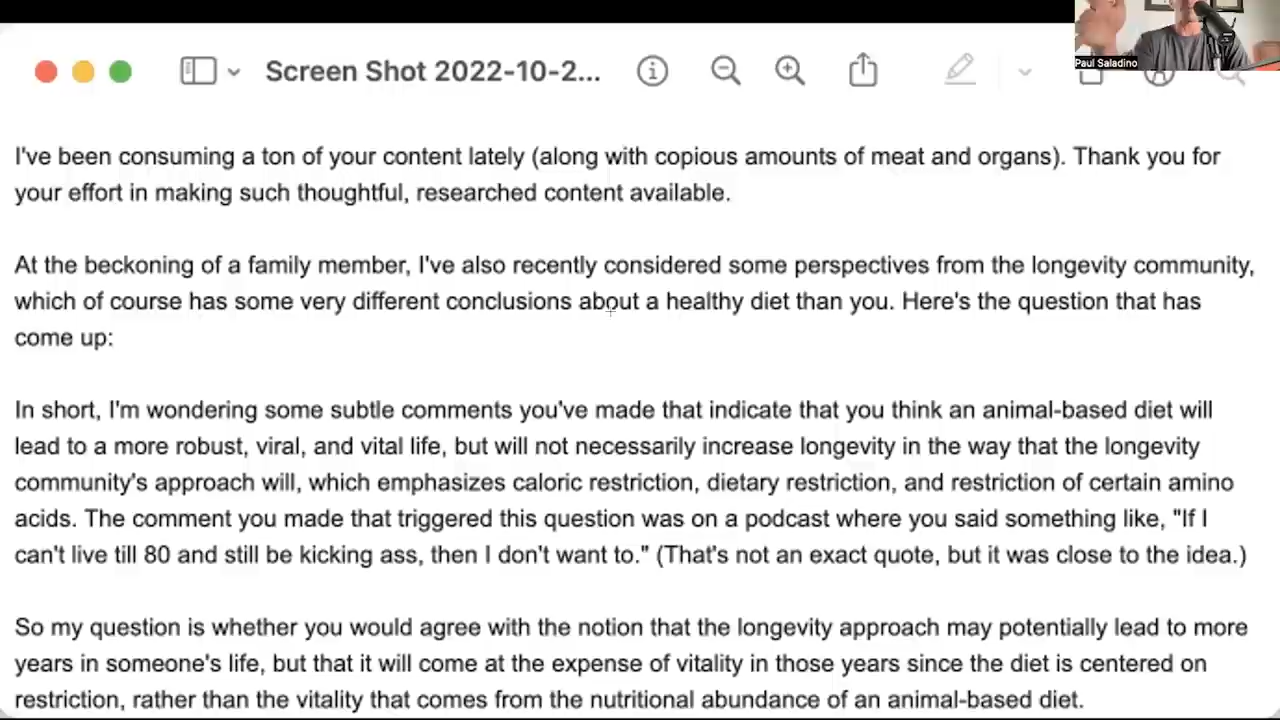 Screen Shot 2022-10-2...
Paul Saladino
I've been consuming a ton of your content lately (along with copious amounts of meat and organs). Thank you for
your effort in making such thoughtful, researched content available.
At the beckoning of a family member, I've also recently considered some perspectives from the longevity community,
which of course has some very different conclusions about a healthy diet than you. Here's the question that has
come up:
In short, I'm wondering some subtle comments you've made that indicate that you think an animal-based diet will
lead to a more robust, viral, and vital life, but will not necessarily increase longevity in the way that the longevity
community's approach will, which emphasizes caloric restriction, dietary restriction, and restriction of certain amino
acids. The comment you made that triggered this question was on a podcast where you said something like, "If I
can't live till 80 and still be kicking ass, then I don't want to." (That's not an exact quote, but it was close to the idea.)
So my question is whether you would agree with the notion that the longevity approach may potentially lead to more
years in someone's life, but that it will come at the expense of vitality in those years since the diet is centered on
restriction, rather than the vitality that comes from the nutritional abundance of an animal-based diet.